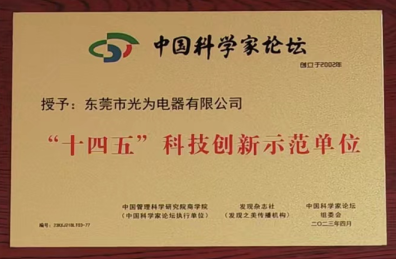 中国科学家论坛
创立于2002年
授予：东莞市光为电器有限公司
“十四五”科技创新示范单位
中国管理科学研究院商学院 发现杂志社 中国科学家论坛
（中国科学家论坛执行单位） （发现之美传播机构） 组委会
二〇二三年四月